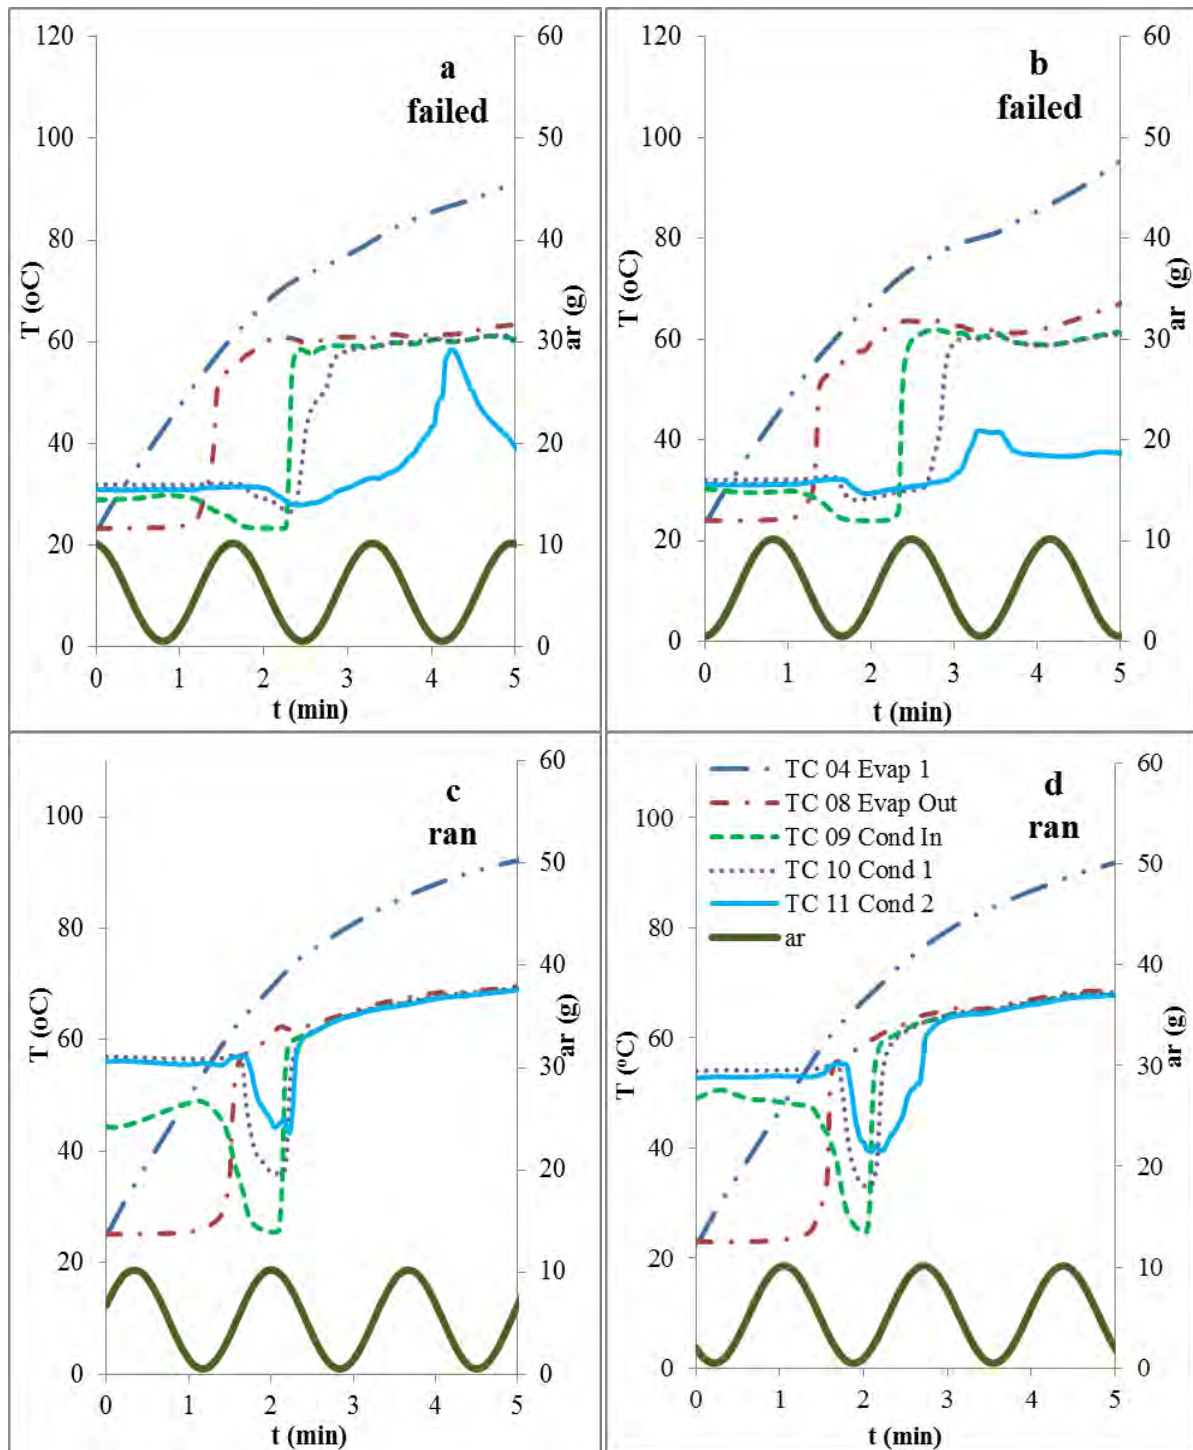 a
failed
120
100
80
60
40
20
0
T (oC)
60
50
40
30
20
10
0
ar (g)
0 1 2 3 4 5
t (min)
b
failed
120
100
80
60
40
20
0
T (oC)
60
50
40
30
20
10
0
ar (g)
0 1 2 3 4 5
t (min)
c
ran
100
80
60
40
20
0
T (oC)
60
50
40
30
20
10
0
ar (g)
0 1 2 3 4 5
t (min)
TC 04 Evap 1
TC 08 Evap Out
TC 09 Cond In
TC 10 Cond 1
TC 11 Cond 2
ar
d
ran
100
80
60
40
20
0
T (°C)
60
50
40
30
20
10
0
ar (g)
0 1 2 3 4 5
t (min)